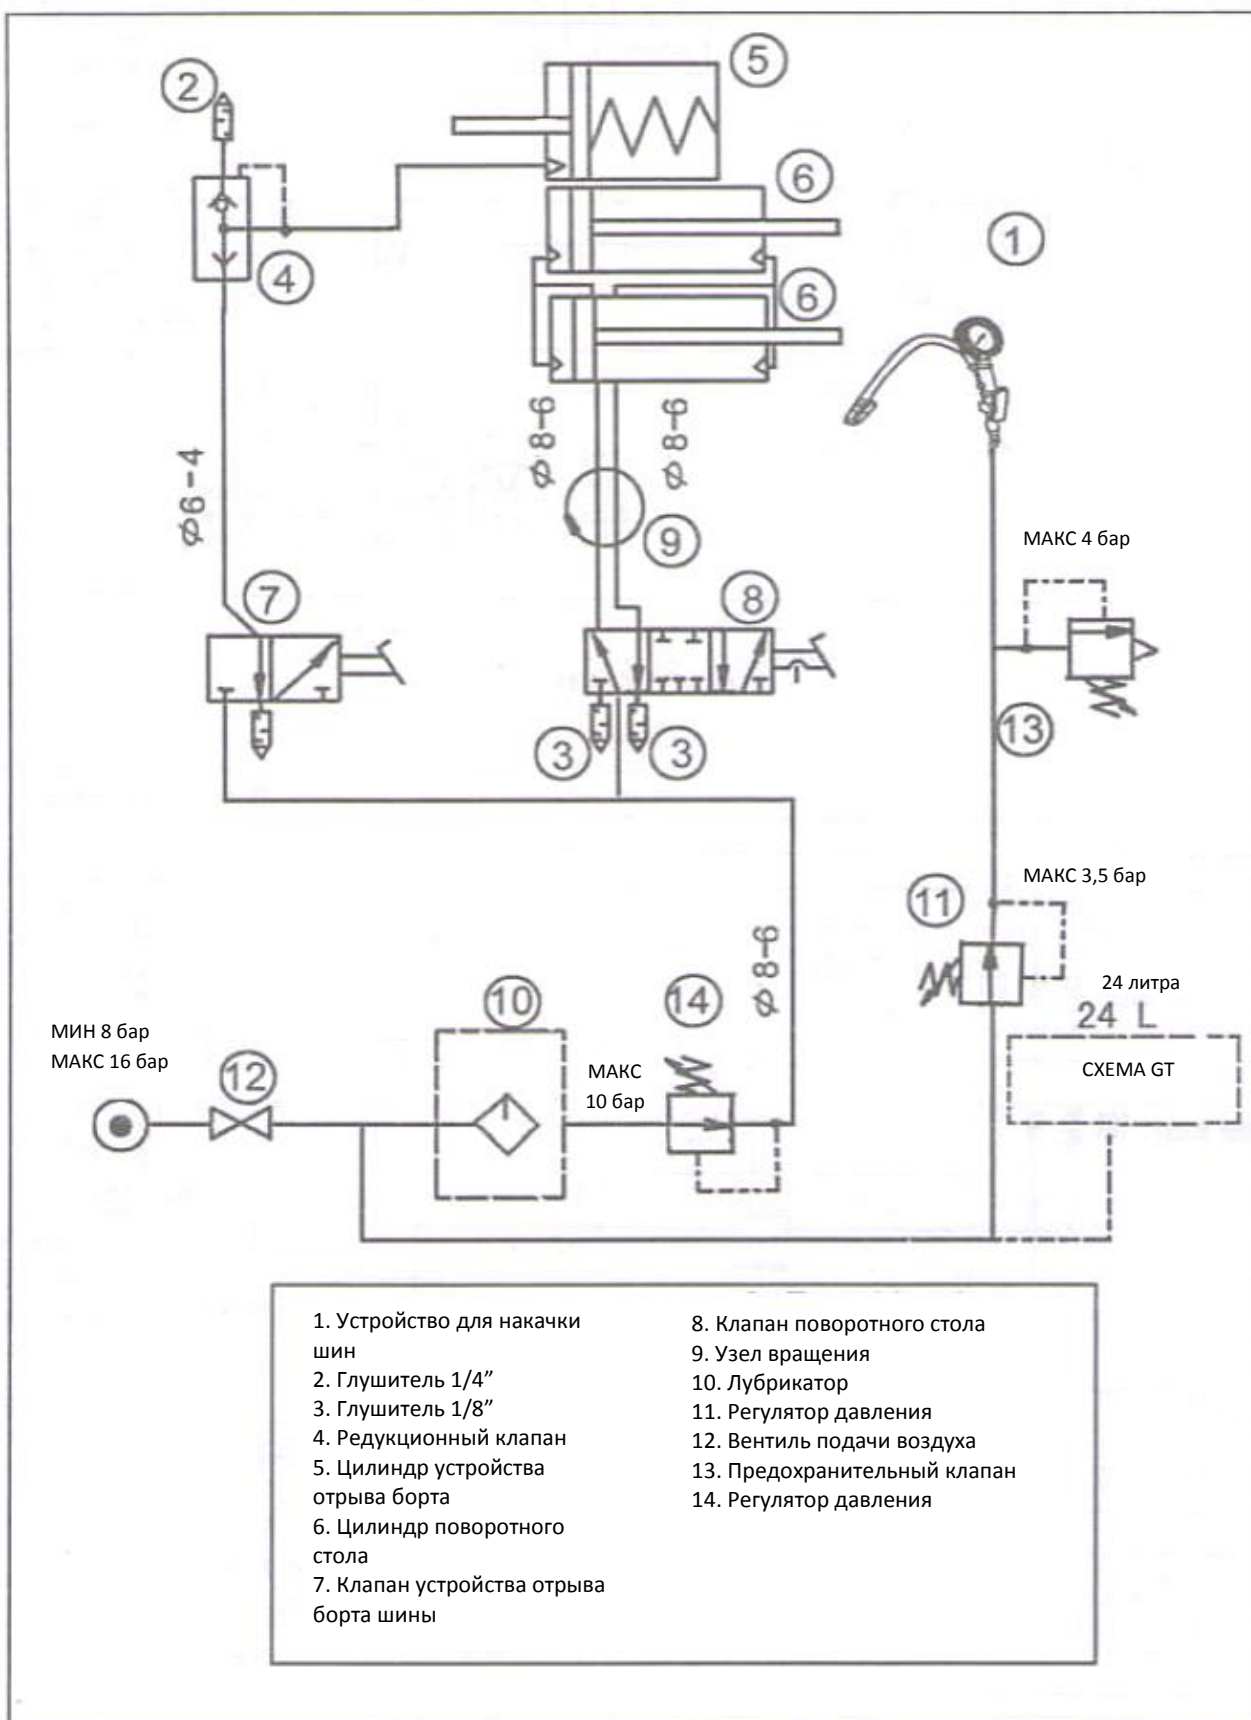 2
5
6
1
4
6
Ø 8-6
Ø 8-6
Ø6-4
9
МАКС 4 бар
7
8
13
3
3
МАКС 3,5 бар
11
Ø 8-6
24 литра
24 L
10
14
МИН 8 бар
МАКС 16 бар
СХЕМА GT
12
МАКС
10 бар
1. Устройство для накачки
шин
2. Глушитель 1/4”
3. Глушитель 1/8”
4. Редукционный клапан
5. Цилиндр устройства
отрыва борта
6. Цилиндр поворотного
стола
7. Клапан устройства отрыва
борта шины
8. Клапан поворотного стола
9. Узел вращения
10. Лубрикатор
11. Регулятор давления
12. Вентиль подачи воздуха
13. Предохранительный клапан
14. Регулятор давления